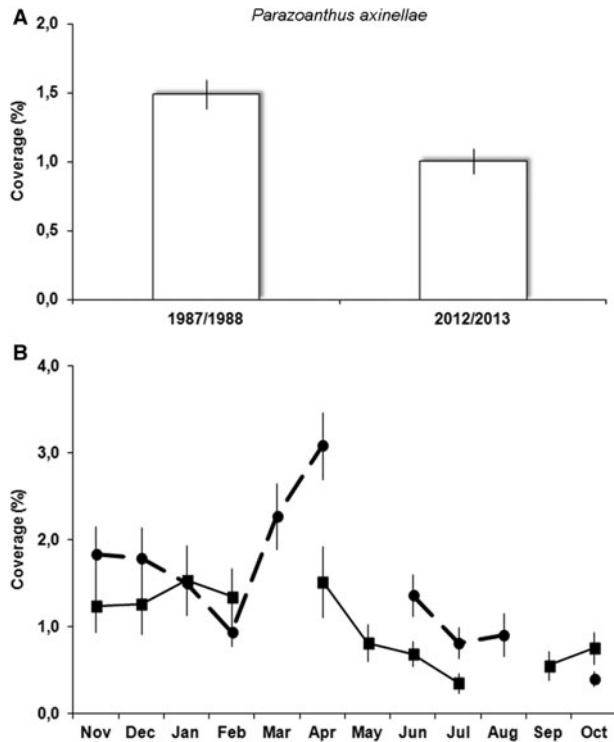 A
Parazoanthus axinellae
Coverage (%)
2,0
1,5
1,0
0,5
0,0
1987/1988 2012/2013
B
Coverage (%)
4,0
3,0
2,0
1,0
0,0
Nov Dec Jan Feb Mar Apr May Jun Jul Aug Sep Oct